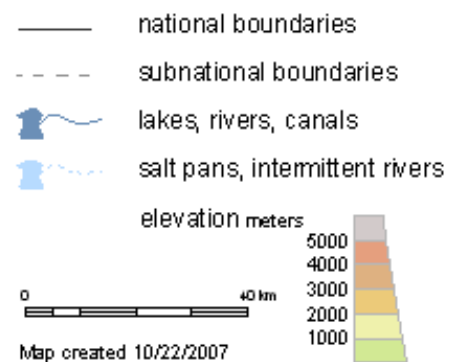 national boundaries
subnational boundaries
lakes, rivers, canals
salt pans, intermittent rivers
elevation meters
5000
4000
3000
2000
1000
0 40 km
Map created 10/22/2007